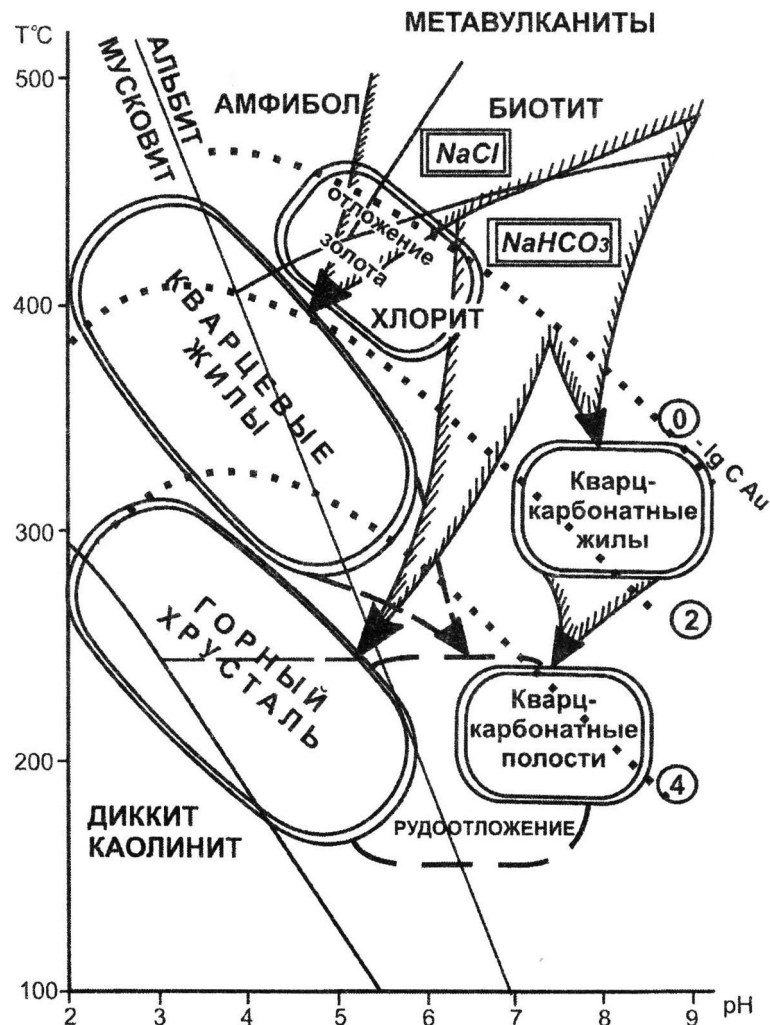 МЕТАВУЛКАНИТЫ
T°C
500
АЛЬБИТ
МУСКОВИТ
АМФИБОЛ
БИОТИТ
NaCl
NaHCO₃
отложение
золота
400
ХЛОРИТ
КВАРЦЕВЫЕ
ЖИЛЫ
0
- lg C Au
Кварц-
карбонатные
жилы
300
2
ГОРНЫЙ
ХРУСТАЛЬ
Кварц-
карбонатные
полости
200
4
ДИККИТ
КАОЛИНИТ
РУДООТЛОЖЕНИЕ
100
2 3 4 5 6 7 8 9 pH